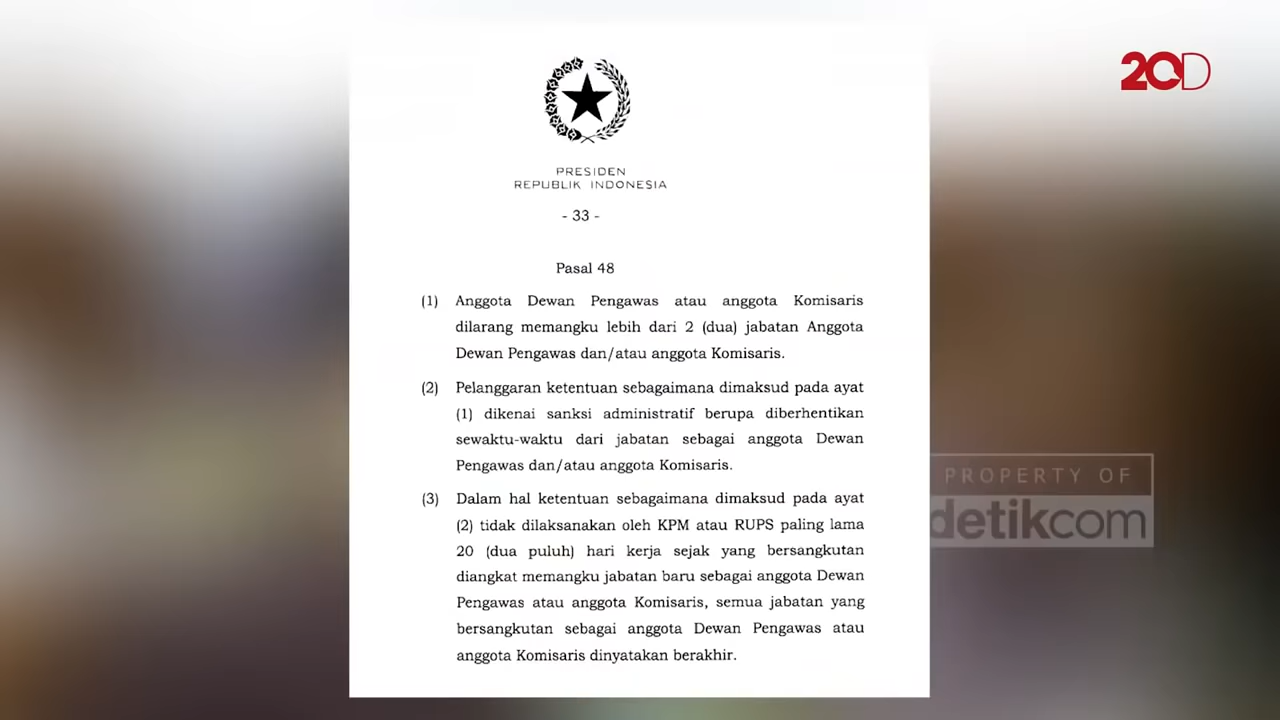 20D
PRESIDEN
REPUBLIK INDONESIA
- 33 -
Pasal 48
(1) Anggota Dewan Pengawas atau anggota Komisaris
dilarang memangku lebih dari 2 (dua) jabatan Anggota
Dewan Pengawas dan/atau anggota Komisaris.
(2) Pelanggaran ketentuan sebagaimana dimaksud pada ayat
(1) dikenai sanksi administratif berupa diberhentikan
sewaktu-waktu dari jabatan sebagai anggota Dewan
Pengawas dan/atau anggota Komisaris.
(3) Dalam hal ketentuan sebagaimana dimaksud pada ayat
(2) tidak dilaksanakan oleh KPM atau RUPS paling lama
20 (dua puluh) hari kerja sejak yang bersangkutan
diangkat memangku jabatan baru sebagai anggota Dewan
Pengawas atau anggota Komisaris, semua jabatan yang
bersangkutan sebagai anggota Dewan Pengawas atau
anggota Komisaris dinyatakan berakhir.
PROPERTY OF
detikcom